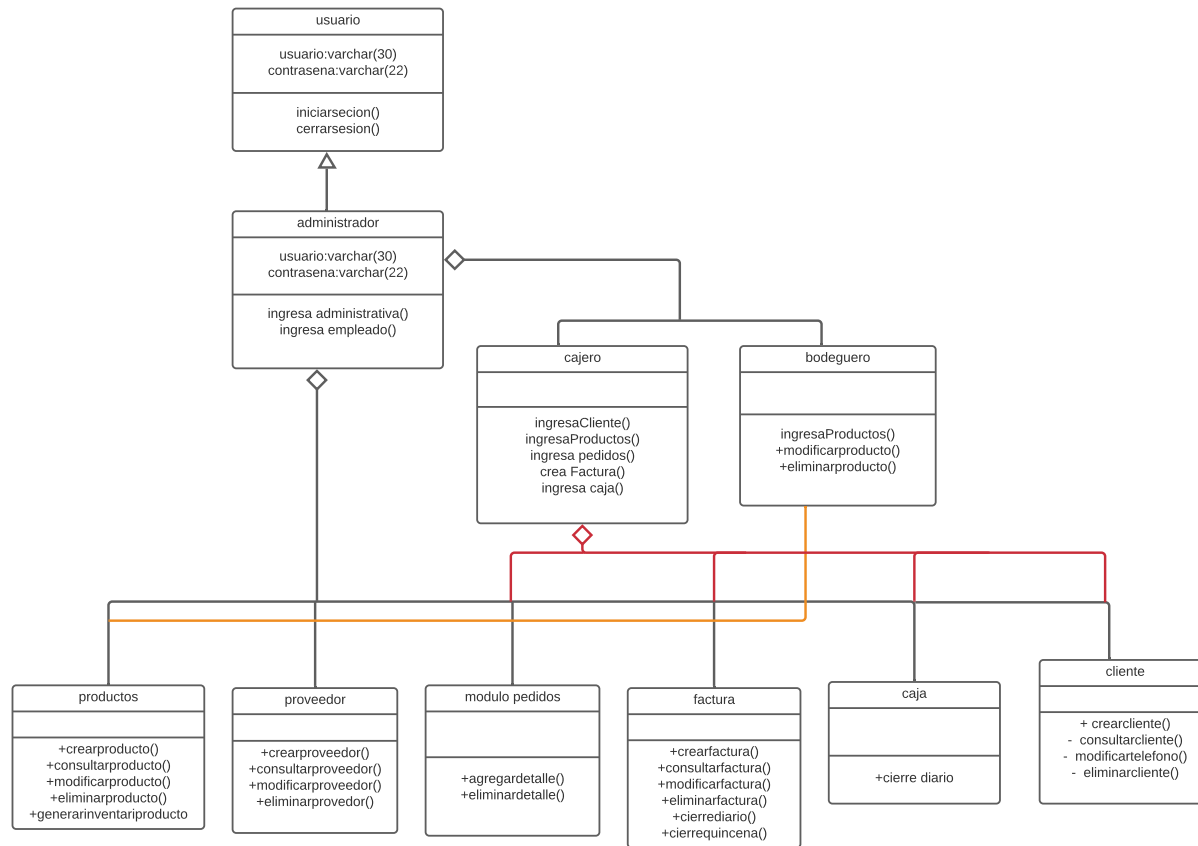 usuario
usuario:varchar(30)
contrasena:varchar(22)
iniciarsecion()
cerrarsesion()
administrador
usuario:varchar(30)
contrasena:varchar(22)
ingresa administrativa()
ingresa empleado()
cajero
ingresaCliente()
ingresaProductos()
ingresa pedidos()
crea Factura()
ingresa caja()
bodeguero
ingresaProductos()
+modificarproducto()
+eliminarproducto()
productos
+crearproducto()
+consultarproducto()
+modificarproducto()
+eliminarproducto()
+generarinventariproducto
proveedor
+crearproveedor()
+consultarproveedor()
+modificarproveedor()
+eliminarprovedor()
modulo pedidos
+agregardetalle()
+eliminardetalle()
factura
+crearfactura()
+consultarfactura()
+modificarfactura()
+eliminarfactura()
+cierrediario()
+cierrequincena()
caja
+cierre diario
cliente
+ crearcliente()
- consultarcliente()
- modificartelefono()
- eliminarcliente()